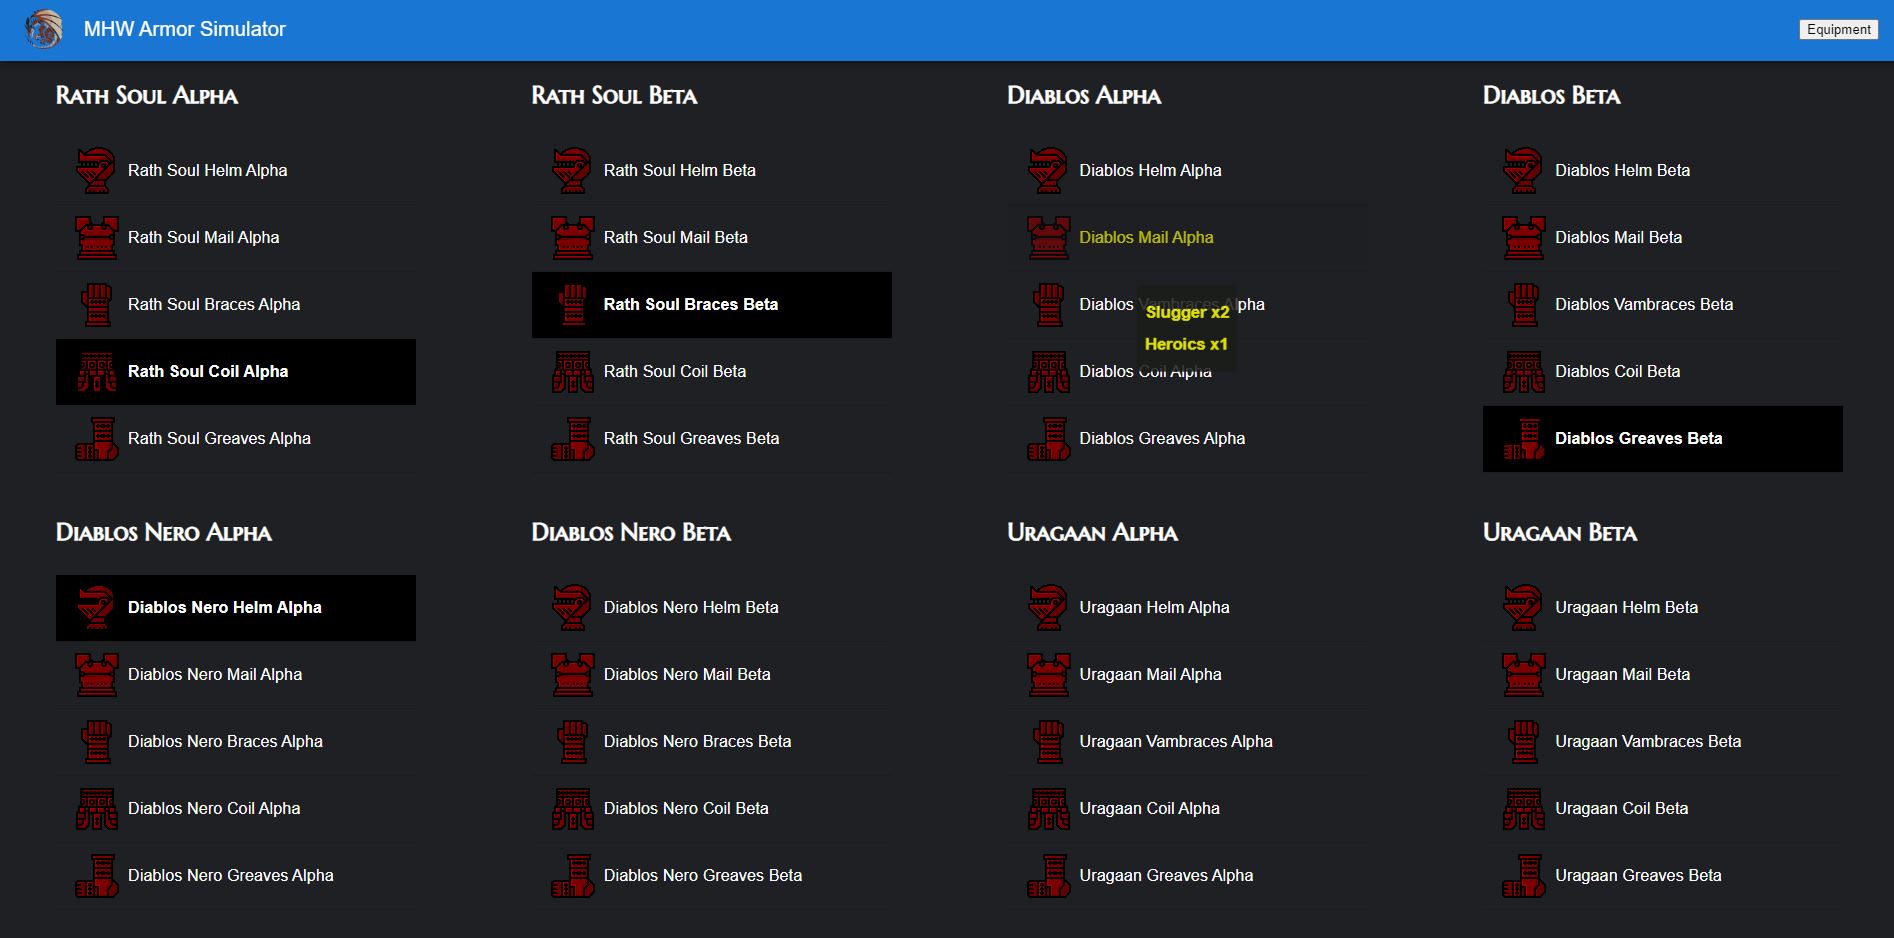 MHW Armor Simulator
Equipment
Rath Soul Alpha
Rath Soul Helm Alpha
Rath Soul Mail Alpha
Rath Soul Braces Alpha
Rath Soul Coil Alpha
Rath Soul Greaves Alpha
Rath Soul Beta
Rath Soul Helm Beta
Rath Soul Mail Beta
Rath Soul Braces Beta
Rath Soul Coil Beta
Rath Soul Greaves Beta
Diablos Alpha
Diablos Helm Alpha
Diablos Mail Alpha
Diablos Vambraces Alpha
Slugger x2
Heroics x1
Diablos Coil Alpha
Diablos Greaves Alpha
Diablos Beta
Diablos Helm Beta
Diablos Mail Beta
Diablos Vambraces Beta
Diablos Coil Beta
Diablos Greaves Beta
Diablos Nero Alpha
Diablos Nero Helm Alpha
Diablos Nero Mail Alpha
Diablos Nero Braces Alpha
Diablos Nero Coil Alpha
Diablos Nero Greaves Alpha
Diablos Nero Beta
Diablos Nero Helm Beta
Diablos Nero Mail Beta
Diablos Nero Braces Beta
Diablos Nero Coil Beta
Diablos Nero Greaves Beta
Uragaan Alpha
Uragaan Helm Alpha
Uragaan Mail Alpha
Uragaan Vambraces Alpha
Uragaan Coil Alpha
Uragaan Greaves Alpha
Uragaan Beta
Uragaan Helm Beta
Uragaan Mail Beta
Uragaan Vambraces Beta
Uragaan Coil Beta
Uragaan Greaves Beta